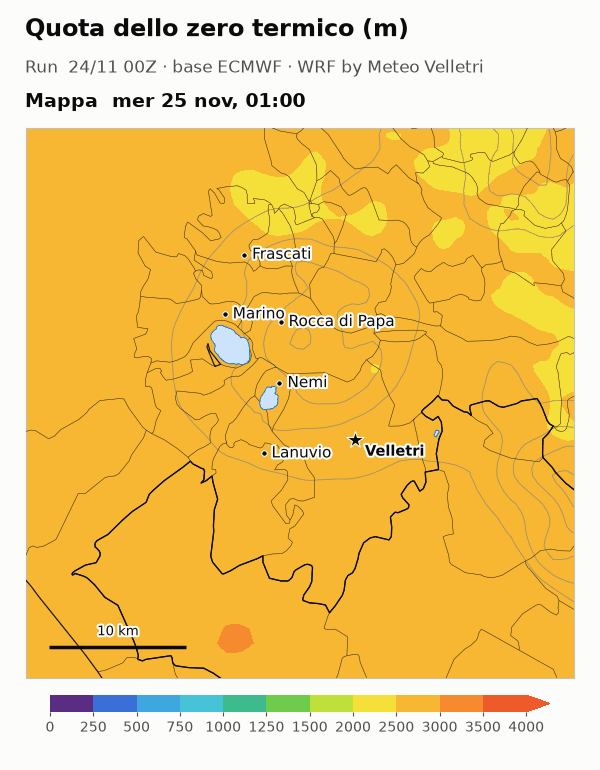 Quota dello zero termico (m)
Run  24/11 00Z · base ECMWF · WRF by Meteo Velletri
Mappa  mer 25 nov, 01:00
Frascati
Marino
Rocca di Papa
Nemi
Velletri
Lanuvio
10 km
0 250 500 750 1000 1250 1500 2000 2500 3000 3500 4000